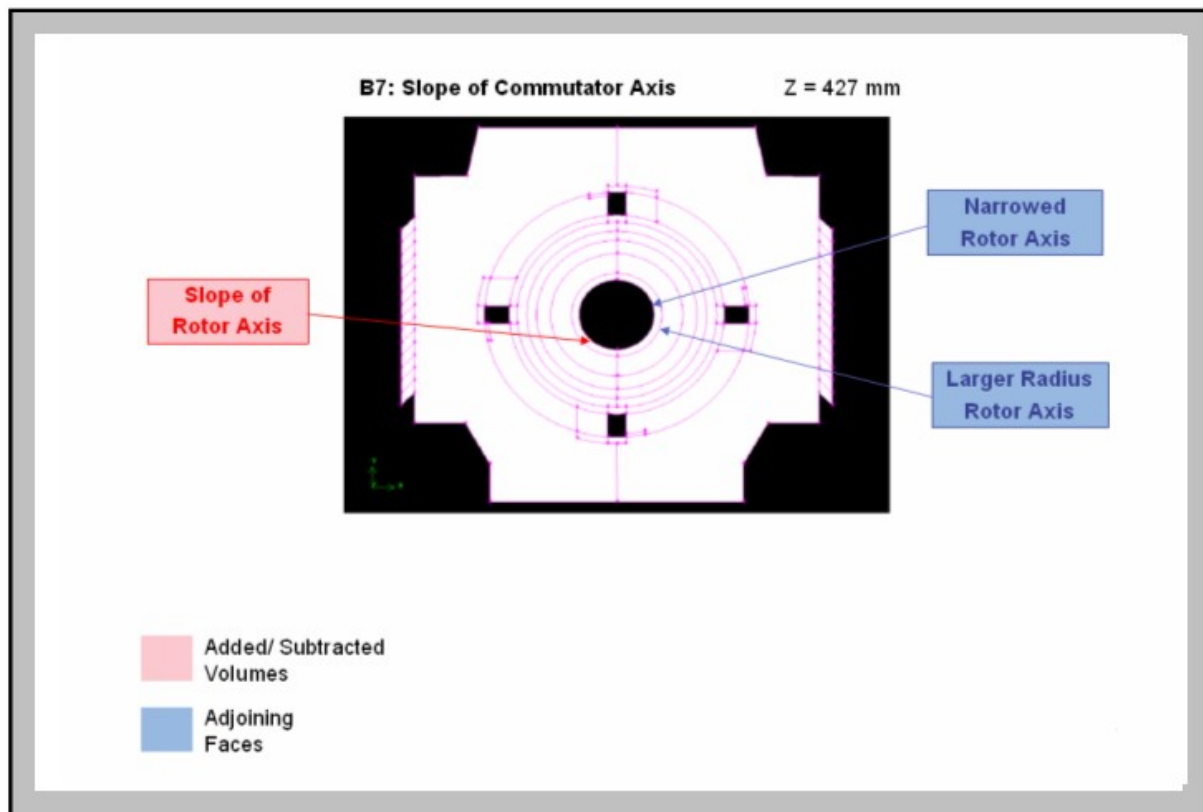 B7: Slope of Commutator Axis Z = 427 mm
Narrowed
Rotor Axis
Slope of
Rotor Axis
Larger Radius
Rotor Axis
Added/ Subtracted
Volumes
Adjoining
Faces